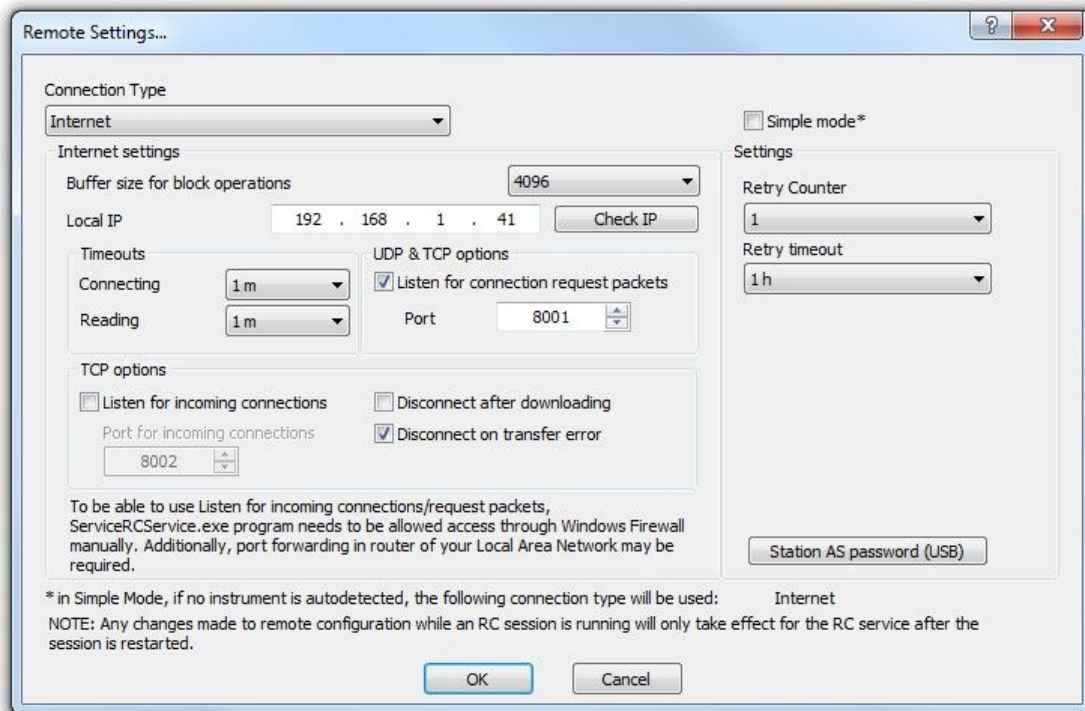 Remote Settings...
?
Connection Type
Internet
Simple mode*
Internet settings
Settings
Buffer size for block operations
4096
Local IP
192 . 168 . 1 . 41
Check IP
Retry Counter
1
Retry timeout
1 h
Timeouts
Connecting
1 m
Reading
1 m
UDP & TCP options
Listen for connection request packets
Port
8001
TCP options
Listen for incoming connections
Port for incoming connections
8002
Disconnect after downloading
Disconnect on transfer error
To be able to use Listen for incoming connections/request packets,
ServiceRCService.exe program needs to be allowed access through Windows Firewall
manually. Additionally, port forwarding in router of your Local Area Network may be
required.
Station AS password (USB)
* in Simple Mode, if no instrument is autodetected, the following connection type will be used: Internet
NOTE: Any changes made to remote configuration while an RC session is running will only take effect for the RC service after the
session is restarted.
OK
Cancel